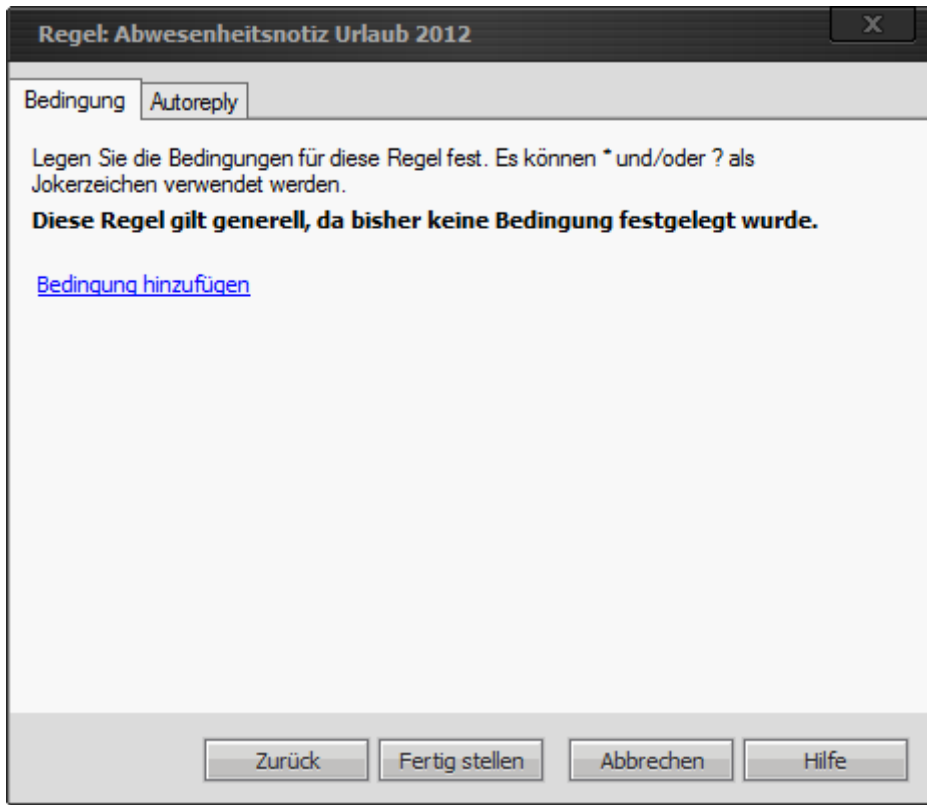 Regel: Abwesenheitsnotiz Urlaub 2012
X
Bedingung Autoreply
Legen Sie die Bedingungen für diese Regel fest. Es können * und/oder ? als
Jokerzeichen verwendet werden.
Diese Regel gilt generell, da bisher keine Bedingung festgelegt wurde.
Bedingung hinzufügen
Zurück Fertig stellen Abbrechen Hilfe